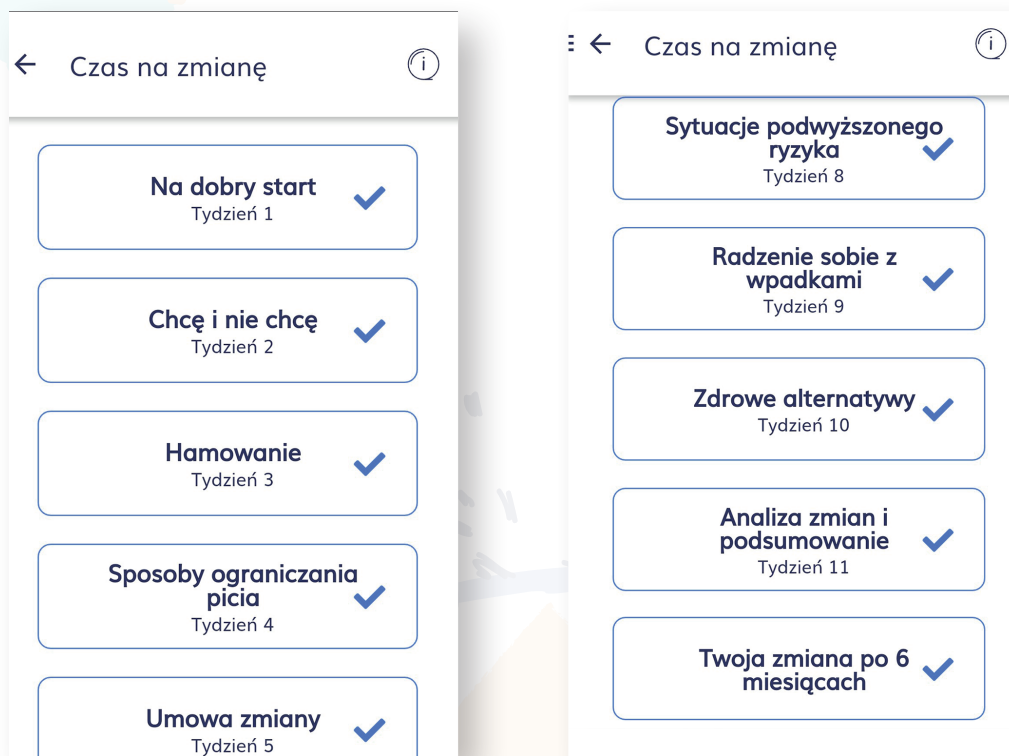 Czas na zmianę
Na dobry start
Tydzień 1
Chcę i nie chcę
Tydzień 2
Hamowanie
Tydzień 3
Sposoby ograniczania
picia
Tydzień 4
Umowa zmiany
Tydzień 5
Czas na zmianę
Sytuacje podwyższonego
ryzyka
Tydzień 8
Radzenie sobie z
wpadkami
Tydzień 9
Zdrowe alternatywy
Tydzień 10
Analiza zmian i
podsumowanie
Tydzień 11
Twoja zmiana po 6
miesiącach